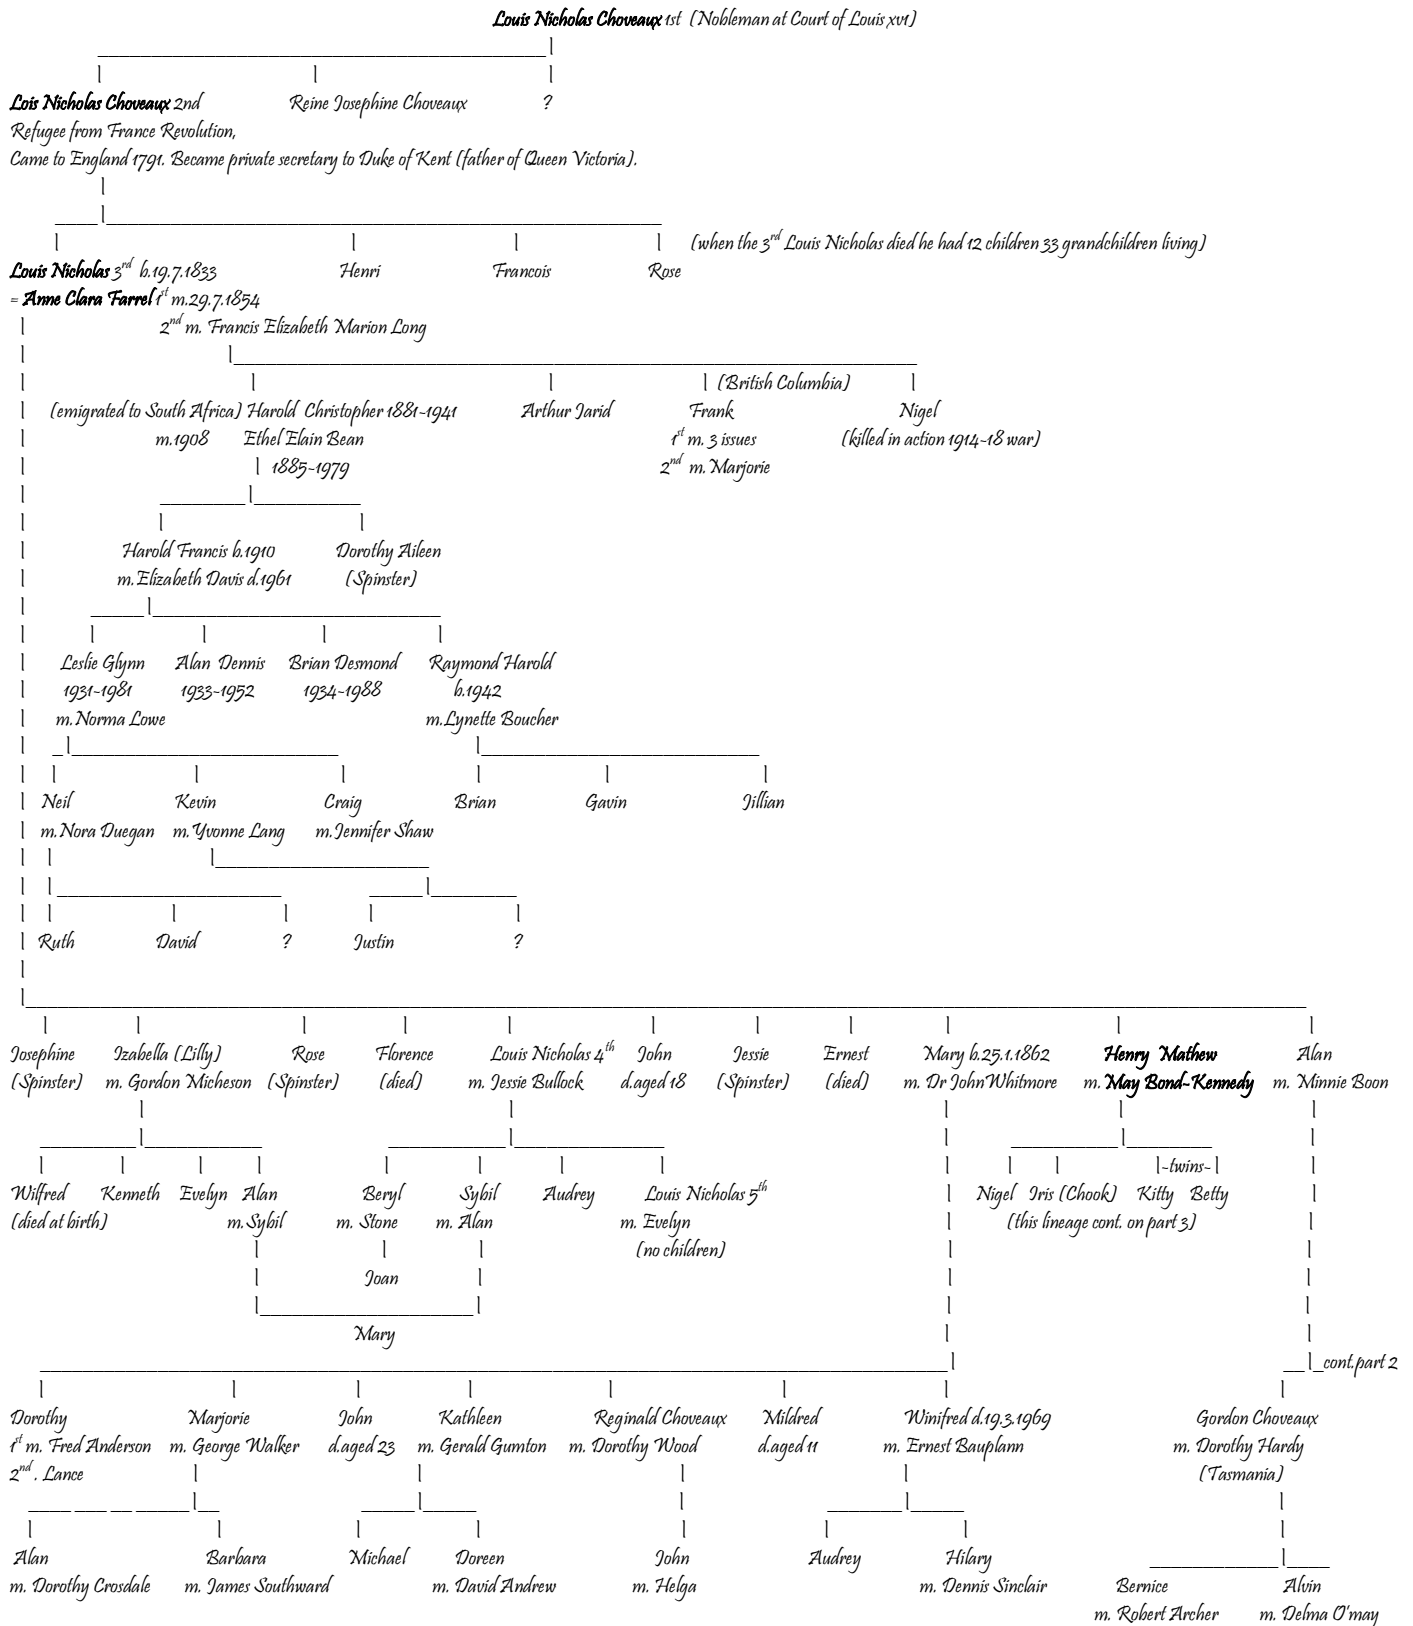 Louis Nicholas Choveaux 1st (Nobleman at Court of Louis xv1)
Lois Nicholas Choveaux 2nd Reine Josephine Choveaux ?
Refugee from France Revolution,
Came to England 1791. Became private secretary to Duke of Kent (father of Queen Victoria).
(when the 3rd Louis Nicholas died he had 12 children 33 grandchildren living)
Louis Nicholas 3rd b.19.7.1833 Henri Francois Rose
= Anne Clara Farrel 1st m.29.7.1854
2nd m. Francis Elizabeth Marion Long
(British Columbia)
(emigrated to South Africa) Harold Christopher 1881-1941 Arthur Jarid Frank Nigel
m.1908 Ethel Elain Bean 1st m. 3 issues (killed in action 1914-18 war)
1885-1979 2nd m. Marjorie
Harold Francis b.1910 Dorothy Aileen
m.Elizabeth Davis d.1961 (Spinster)
Leslie Glynn Alan Dennis Brian Desmond Raymond Harold
1931-1981 1933-1952 1934-1988 b.1942
m.Norma Lowe m.Lynette Boucher
Neil Kevin Craig Brian Gavin Jillian
m.Nora Duegan m.Yvonne Lang m.Jennifer Shaw
Ruth David ? Justin ?
Josephine Izabella (Lilly) Rose Florence Louis Nicholas 4th John Jessie Ernest Mary b.25.1.1862 Henry Mathew Alan
(Spinster) m. Gordon Micheson (Spinster) (died) m. Jessie Bullock d.aged 18 (Spinster) (died) m. Dr John Whitmore m. May Bond-Kennedy m. Minnie Boon
-twins-
Wilfred Kenneth Evelyn Alan Beryl Sybil Audrey Louis Nicholas 5th Nigel Iris (Chook) Kitty Betty
(died at birth) m. Sybil m. Stone m. Alan m. Evelyn (this lineage cont. on part 3)
(no children)
Joan
Mary
cont.part 2
Dorothy Marjorie John Kathleen Reginald Choveaux Mildred Winifred d.19.3.1969 Gordon Choveaux
1st m. Fred Anderson m. George Walker d.aged 23 m. Gerald Gumton m. Dorothy Wood d.aged 11 m. Ernest Bauplann m. Dorothy Hardy
2nd . Lance (Tasmania)
Alan Barbara Michael Doreen John Audrey Hilary
m. Dorothy Crosdale m. James Southward m. David Andrew m. Helga m. Dennis Sinclair Bernice Alvin
m. Robert Archer m. Delma O'may